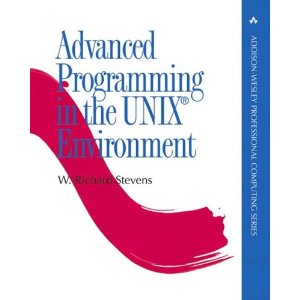 Advanced
Programming
in the UNIX®
Environment
W. Richard Stevens
ADDISON-WESLEY PROFESSIONAL COMPUTING SERIES